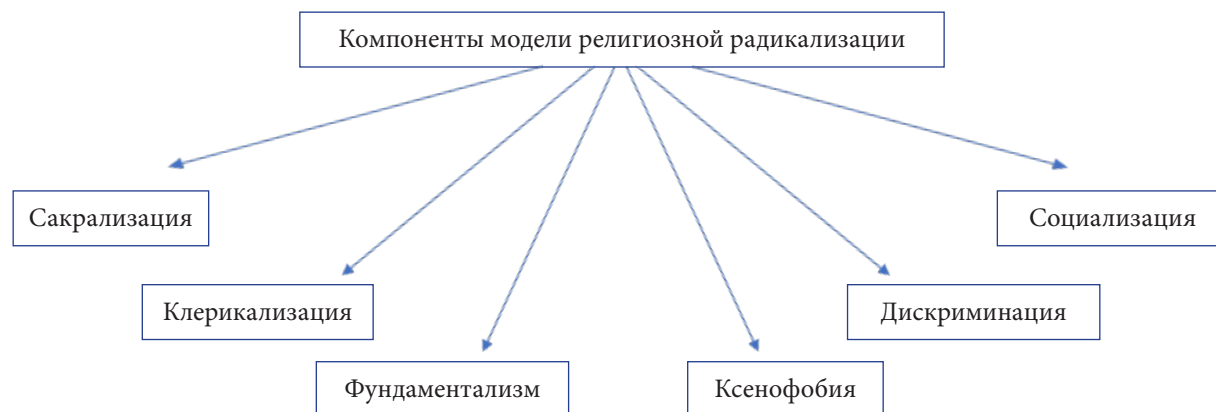 Компоненты модели религиозной радикализации
Сакрализация
Социализация
Клерикализация
Дискриминация
Фундаментализм
Ксенофобия